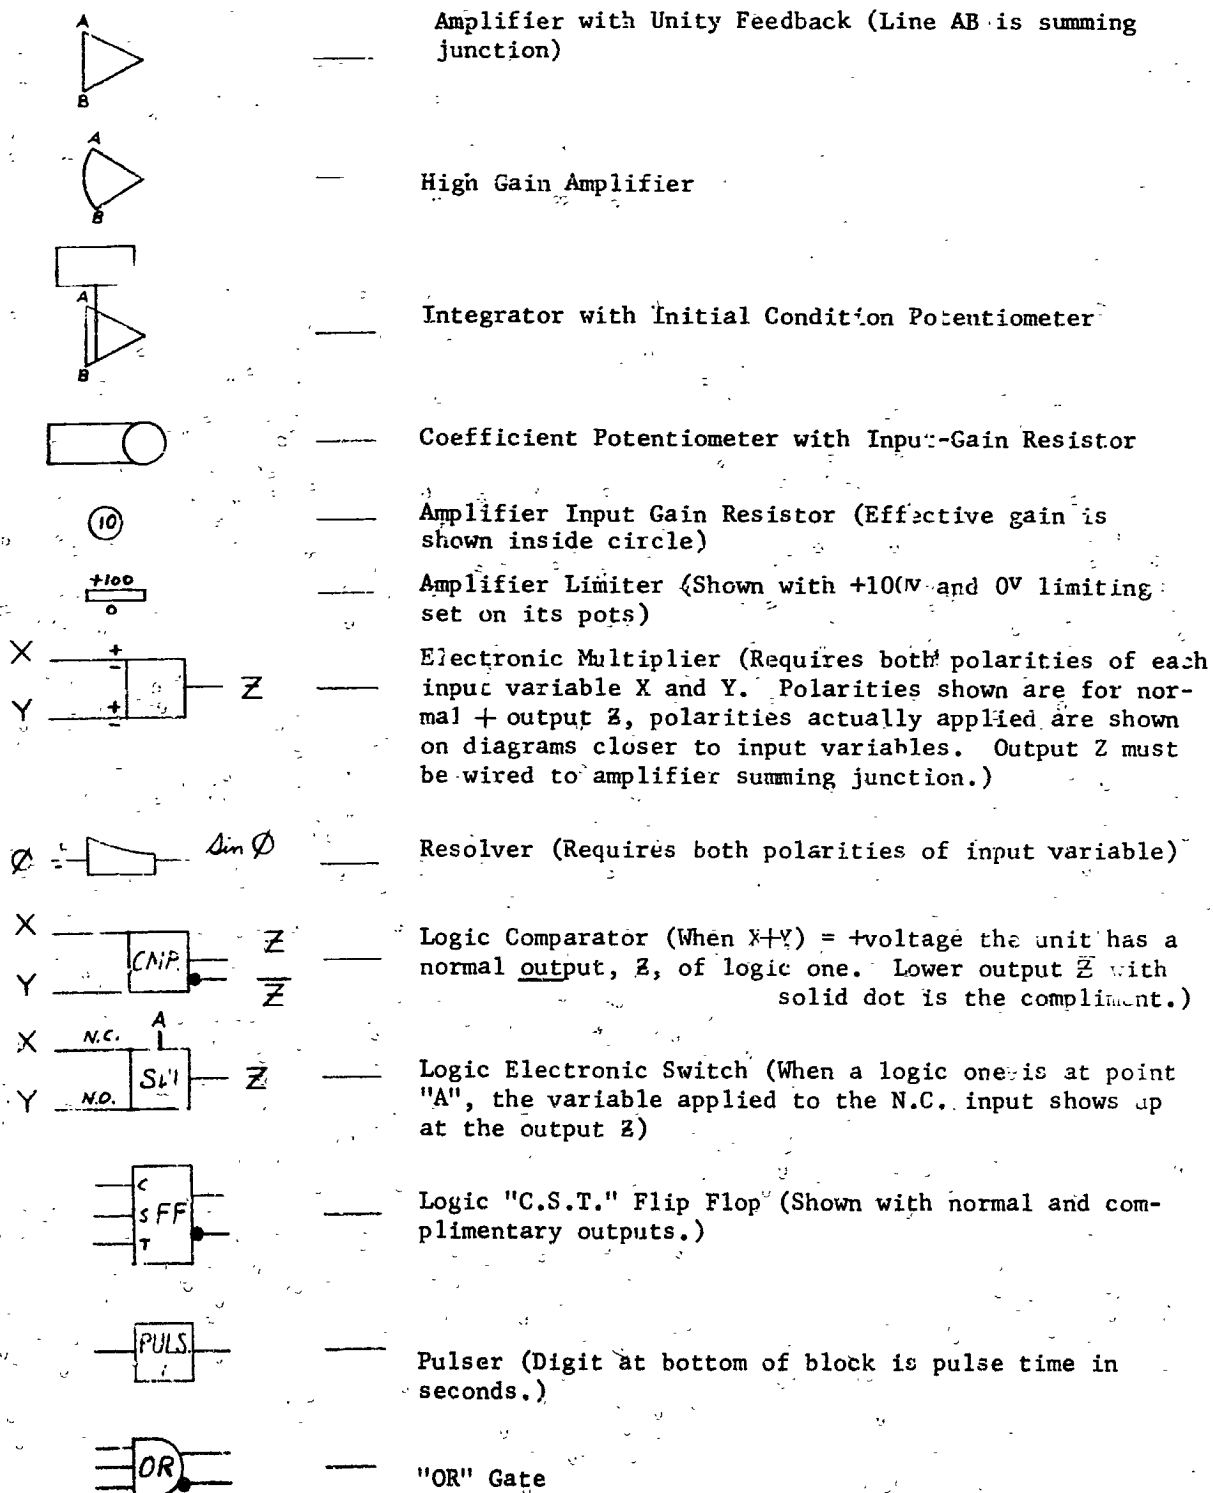 A
Amplifier with Unity Feedback (Line AB is summing
junction)
B
A
High Gain Amplifier
B
A
Integrator with Initial Condition Potentiometer
B
Coefficient Potentiometer with Input-Gain Resistor
10
Amplifier Input Gain Resistor (Effective gain is
shown inside circle)
+100
0
Amplifier Limiter (Shown with +100V and 0V limiting
set on its pots)
X + -
Y + -
Z
Electronic Multiplier (Requires both polarities of each
input variable X and Y. Polarities shown are for nor-
mal + output Z, polarities actually applied are shown
on diagrams closer to input variables. Output Z must
be wired to amplifier summing junction.)
Ø Sin Ø
Resolver (Requires both polarities of input variable)
X
Y
CMP.
Z
Z̅
Logic Comparator (When X+Y) = +voltage the unit has a
normal output, Z, of logic one. Lower output Z̅ with
solid dot is the compliment.)
X N.C. A
Y N.O.
SW Z
Logic Electronic Switch (When a logic one is at point
"A", the variable applied to the N.C. input shows up
at the output Z)
C
S FF
T
Logic "C.S.T." Flip Flop (Shown with normal and com-
plimentary outputs.)
PULS.
1
Pulser (Digit at bottom of block is pulse time in
seconds.)
OR
"OR" Gate